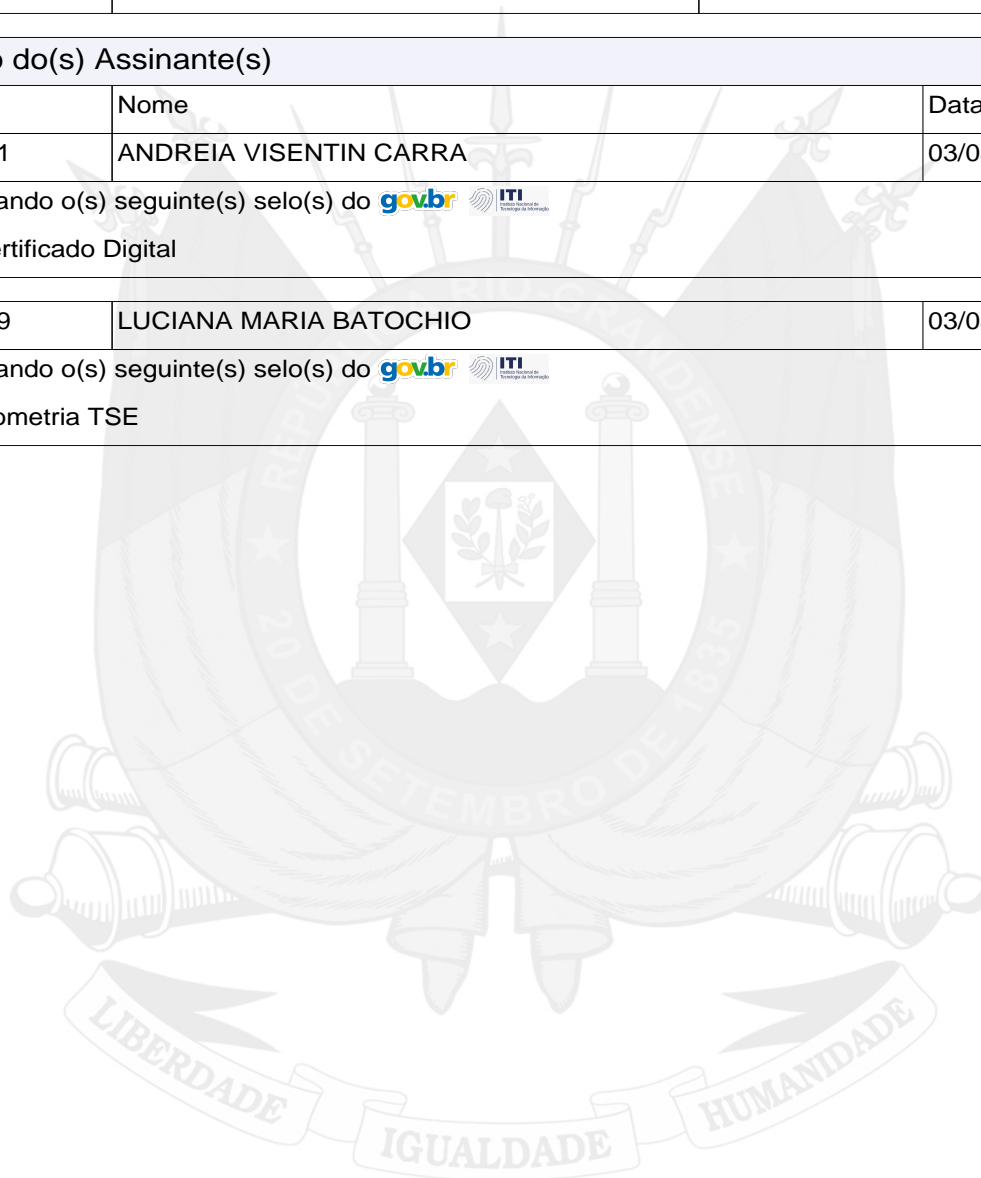 o do(s) Assinante(s)
Nome Data
1 ANDREIA VISENTIN CARRA 03/0
ando o(s) seguinte(s) selo(s) do gov.br ITI
ertificado Digital
9 LUCIANA MARIA BATOCHIO 03/0
ando o(s) seguinte(s) selo(s) do gov.br ITI
ometria TSE
REPÚBLICA RIO-GRANDENSE
20 DE SETEMBRO DE 1835
LIBERDADE IGUALDADE HUMANIDADE